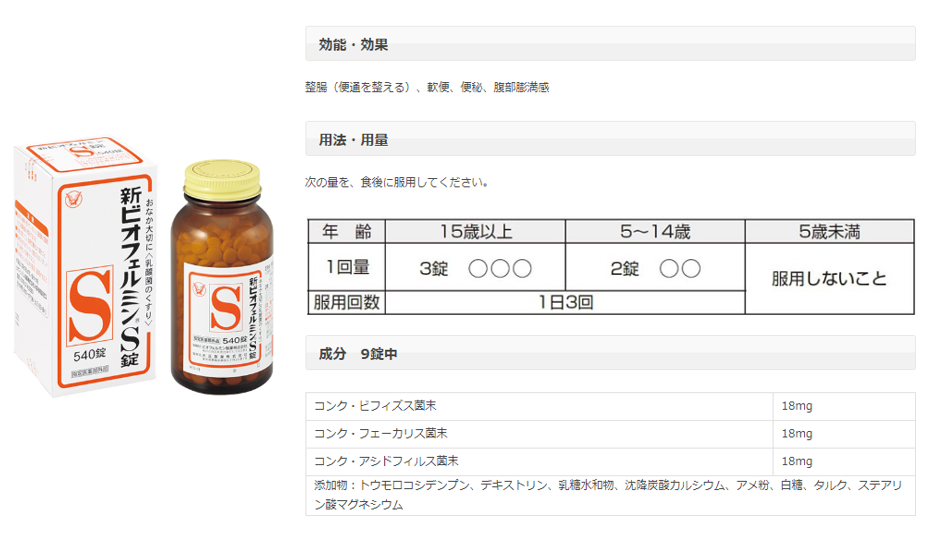 新ビオフェルミンS錠
おなか大切に〈乳酸菌のくすり〉
S
540錠
指定医薬部外品
S錠
540錠
新ビオフェルミンS錠
S
540錠
効能・効果
整腸（便通を整える）、軟便、便秘、腹部膨満感
用法・用量
次の量を、食後に服用してください。
年 齢 15歳以上 5～14歳 5歳未満
1回量 3錠 ○○○ 2錠 ○○ 服用しないこと
服用回数 1日3回
成分 9錠中
コンク・ビフィズス菌末 18mg
コンク・フェーカリス菌末 18mg
コンク・アシドフィルス菌末 18mg
添加物：トウモロコシデンプン、デキストリン、乳糖水和物、沈降炭酸カルシウム、アメ粉、白糖、タルク、ステアリ
ン酸マグネシウム